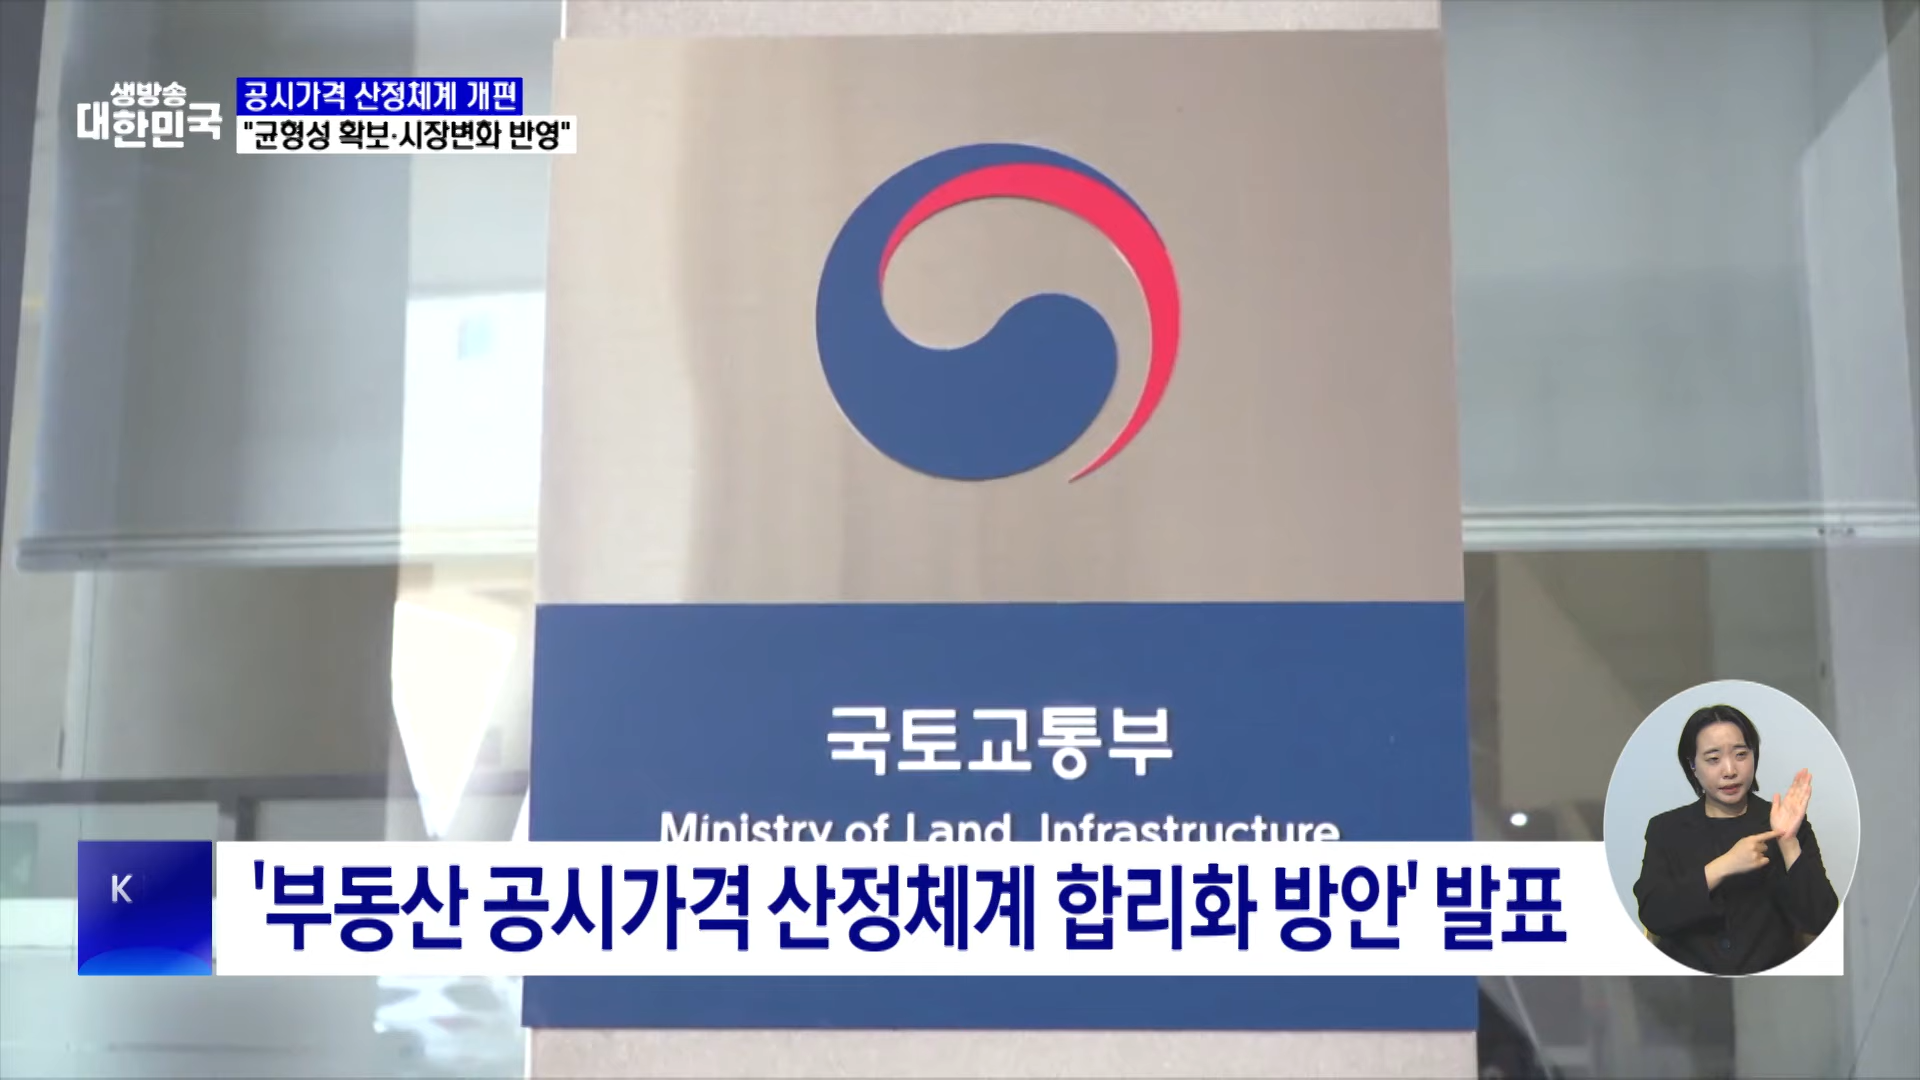 생방송
대한민국
공시가격 산정체계 개편
"균형성 확보·시장변화 반영"
국토교통부
Ministry of Land, Infrastructure
K
'부동산 공시가격 산정체계 합리화 방안' 발표